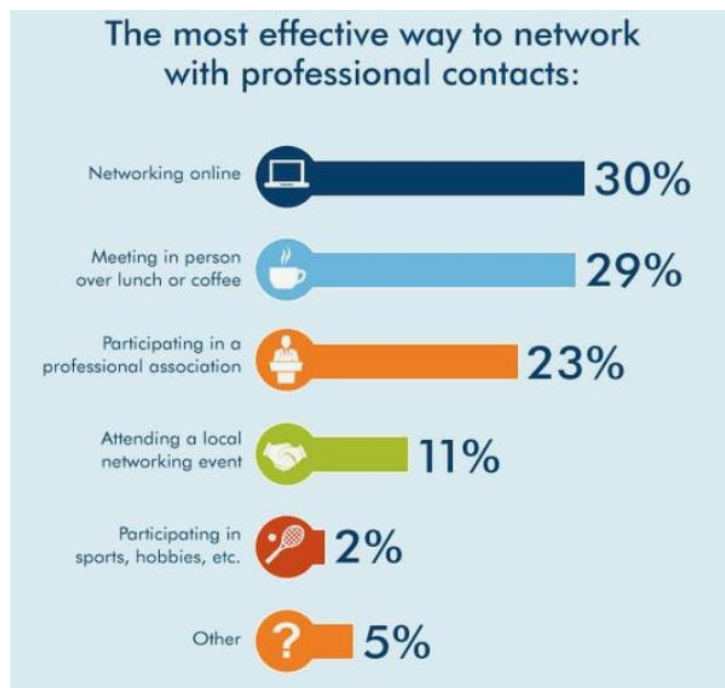 The most effective way to network
with professional contacts:
Networking online
30%
Meeting in person
over lunch or coffee
29%
Participating in a
professional association
23%
Attending a local
networking event
11%
Participating in
sports, hobbies, etc.
2%
Other
?
5%